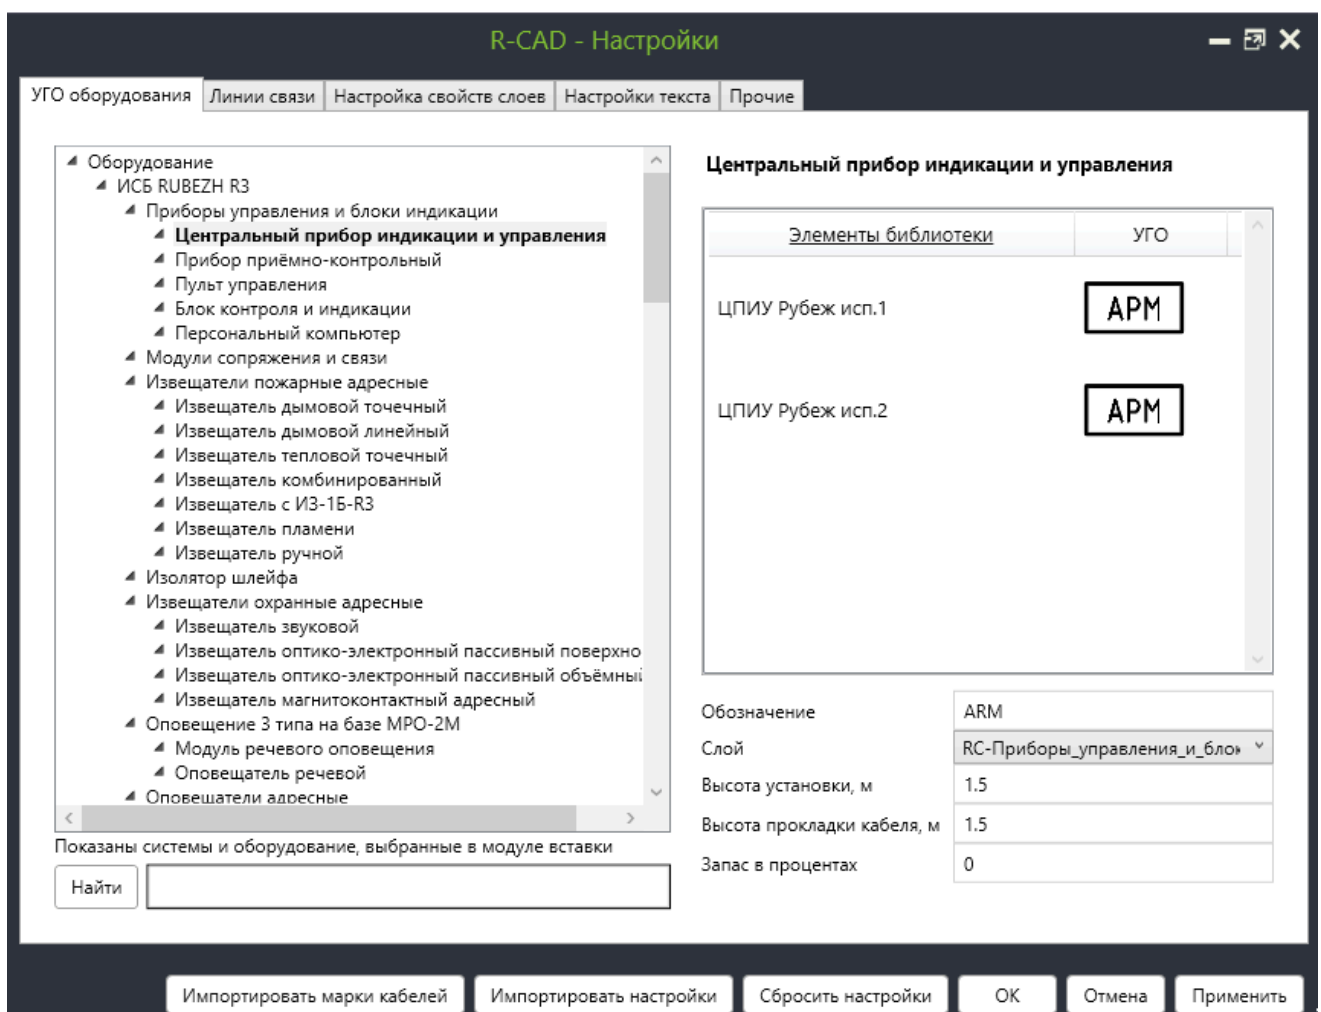 R-CAD - Настройки
УГО оборудования
Линии связи
Настройка свойств слоев
Настройки текста
Прочие
Оборудование
ИСБ RUBEZH R3
Приборы управления и блоки индикации
Центральный прибор индикации и управления
Прибор приёмно-контрольный
Пульт управления
Блок контроля и индикации
Персональный компьютер
Модули сопряжения и связи
Извещатели пожарные адресные
Извещатель дымовой точечный
Извещатель дымовой линейный
Извещатель тепловой точечный
Извещатель комбинированный
Извещатель с ИЗ-1Б-R3
Извещатель пламени
Извещатель ручной
Изолятор шлейфа
Извещатели охранные адресные
Извещатель звуковой
Извещатель оптико-электронный пассивный поверхно
Извещатель оптико-электронный пассивный объёмны
Извещатель магнитоконтактный адресный
Оповещение 3 типа на базе МРО-2М
Модуль речевого оповещения
Оповещатель речевой
Оповещатели адресные
Показаны системы и оборудование, выбранные в модуле вставки
Найти
Центральный прибор индикации и управления
Элементы библиотеки
УГО
ЦПИУ Рубеж исп.1
АРМ
ЦПИУ Рубеж исп.2
АРМ
Обозначение
ARM
Слой
RC-Приборы_управления_и_блок
Высота установки, м
1.5
Высота прокладки кабеля, м
1.5
Запас в процентах
0
Импортировать марки кабелей
Импортировать настройки
Сбросить настройки
ОК
Отмена
Применить